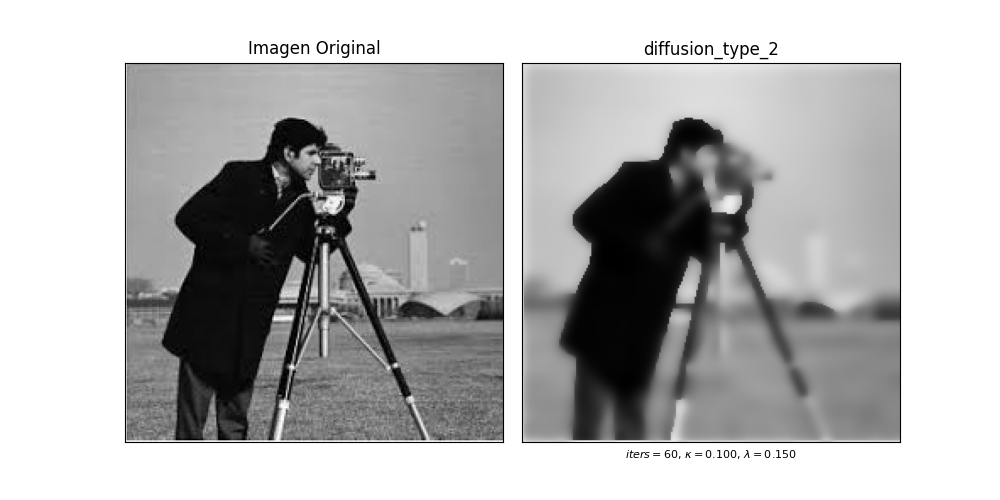 Imagen Original
diffusion_type_2
iters = 60, κ = 0.100, λ = 0.150